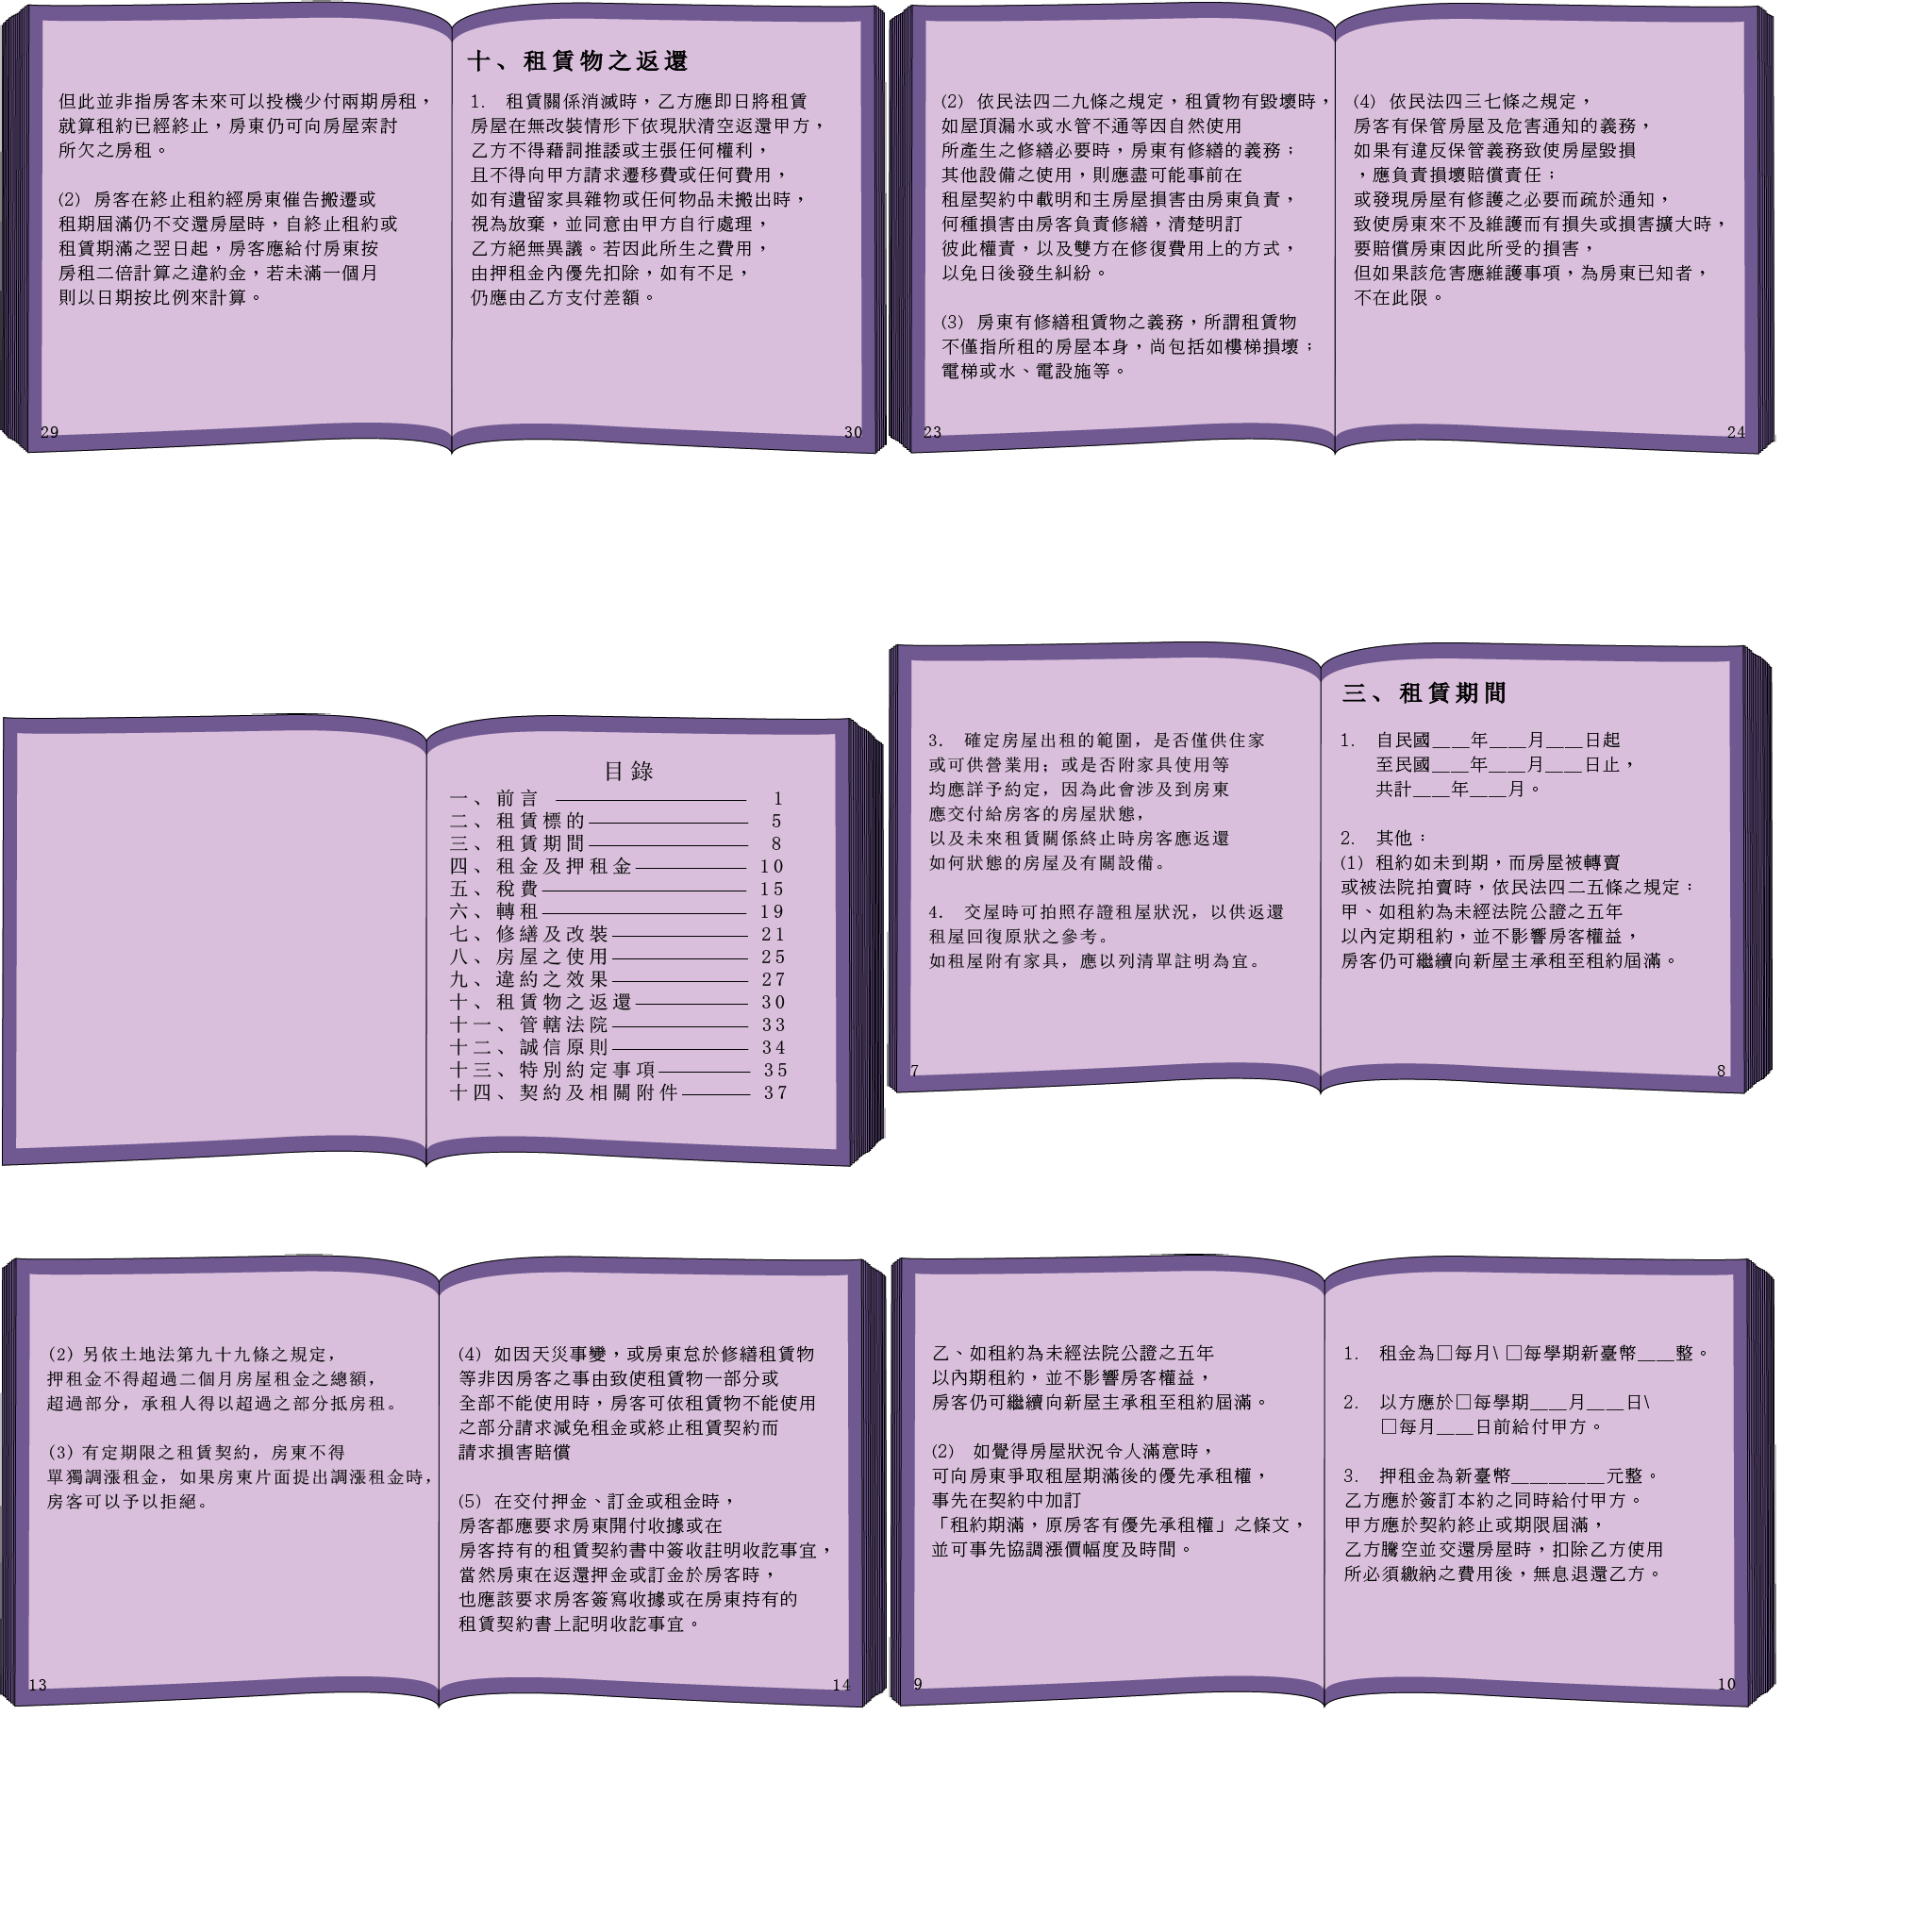 但此並非指房客未來可以投機少付兩期房租，
就算租約已經終止，房東仍可向房屋索討
所欠之房租。
(2) 房客在終止租約經房東催告搬遷或
租期屆滿仍不交還房屋時，自終止租約或
租賃期滿之翌日起，房客應給付房東按
房租二倍計算之違約金，若未滿一個月
則以日期按比例來計算。
29
十、租賃物之返還
1. 租賃關係消滅時，乙方應即日將租賃
房屋在無改裝情形下依現狀清空返還甲方，
乙方不得藉詞推諉或主張任何權利，
且不得向甲方請求遷移費或任何費用，
如有遺留家具雜物或任何物品未搬出時，
視為放棄，並同意由甲方自行處理，
乙方絕無異議。若因此所生之費用，
由押租金內優先扣除，如有不足，
仍應由乙方支付差額。
30
(2) 依民法四二九條之規定，租賃物有毀壞時，
如屋頂漏水或水管不通等因自然使用
所產生之修繕必要時，房東有修繕的義務；
其他設備之使用，則應盡可能事前在
租屋契約中載明和主房屋損害由房東負責，
何種損害由房客負責修繕，清楚明訂
彼此權責，以及雙方在修復費用上的方式，
以免日後發生糾紛。
(3) 房東有修繕租賃物之義務，所謂租賃物
不僅指所租的房屋本身，尚包括如樓梯損壞；
電梯或水、電設施等。
23
(4) 依民法四三七條之規定，
房客有保管房屋及危害通知的義務，
如果有違反保管義務致使房屋毀損
，應負責損壞賠償責任；
或發現房屋有修護之必要而疏於通知，
致使房東來不及維護而有損失或損害擴大時，
要賠償房東因此所受的損害，
但如果該危害應維護事項，為房東已知者，
不在此限。
24
目錄
一、前言 1
二、租賃標的 5
三、租賃期間 8
四、租金及押租金 10
五、稅費 15
六、轉租 19
七、修繕及改裝 21
八、房屋之使用 25
九、違約之效果 27
十、租賃物之返還 30
十一、管轄法院 33
十二、誠信原則 34
十三、特別約定事項 35
十四、契約及相關附件 37
3. 確定房屋出租的範圍，是否僅供住家
或可供營業用；或是否附家具使用等
均應詳予約定，因為此會涉及到房東
應交付給房客的房屋狀態，
以及未來租賃關係終止時房客應返還
如何狀態的房屋及有關設備。
4. 交屋時可拍照存證租屋狀況，以供返還
租屋回復原狀之參考。
如租屋附有家具，應以列清單註明為宜。
7
三、租賃期間
1. 自民國＿＿年＿＿月＿＿日起
至民國＿＿年＿＿月＿＿日止，
共計＿＿年＿＿月。
2. 其他：
(1) 租約如未到期，而房屋被轉賣
或被法院拍賣時，依民法四二五條之規定：
甲、如租約為未經法院公證之五年
以內定期租約，並不影響房客權益，
房客仍可繼續向新屋主承租至租約屆滿。
8
(2) 另依土地法第九十九條之規定，
押租金不得超過二個月房屋租金之總額，
超過部分，承租人得以超過之部分抵房租。
(3) 有定期限之租賃契約，房東不得
單獨調漲租金，如果房東片面提出調漲租金時，
房客可以予以拒絕。
13
(4) 如因天災事變，或房東怠於修繕租賃物
等非因房客之事由致使租賃物一部分或
全部不能使用時，房客可依租賃物不能使用
之部分請求減免租金或終止租賃契約而
請求損害賠償
(5) 在交付押金、訂金或租金時，
房客都應要求房東開付收據或在
房客持有的租賃契約書中簽收註明收訖事宜，
當然房東在返還押金或訂金於房客時，
也應該要求房客簽寫收據或在房東持有的
租賃契約書上記明收訖事宜。
14
乙、如租約為未經法院公證之五年
以內期租約，並不影響房客權益，
房客仍可繼續向新屋主承租至租約屆滿。
(2) 如覺得房屋狀況令人滿意時，
可向房東爭取租屋期滿後的優先承租權，
事先在契約中加訂
「租約期滿，原房客有優先承租權」之條文，
並可事先協調漲價幅度及時間。
9
1. 租金為□每月\ □每學期新臺幣＿＿整。
2. 以方應於□每學期＿＿月＿＿日\
□每月＿＿日前給付甲方。
3. 押租金為新臺幣＿＿＿＿＿元整。
乙方應於簽訂本約之同時給付甲方。
甲方應於契約終止或期限屆滿，
乙方騰空並交還房屋時，扣除乙方使用
所必須繳納之費用後，無息退還乙方。
10